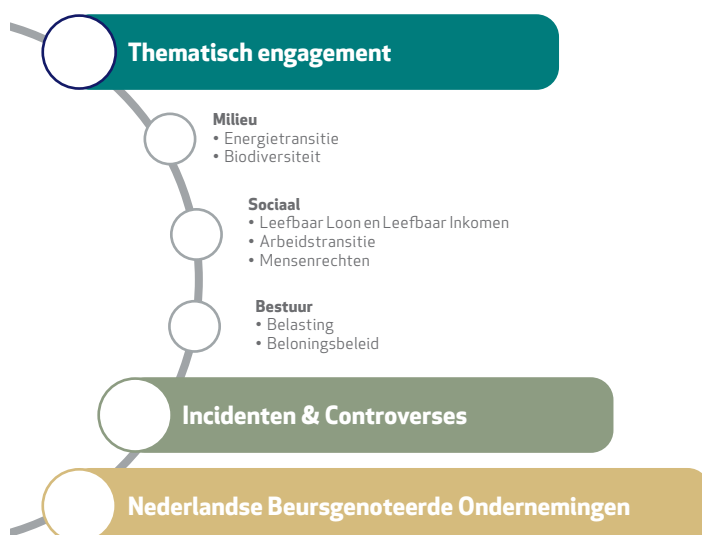 Thematisch engagement
Milieu
• Energietransitie
• Biodiversiteit
Sociaal
• Leefbaar Loon en Leefbaar Inkomen
• Arbeidstransitie
• Mensenrechten
Bestuur
• Belasting
• Beloningsbeleid
Incidenten & Controverses
Nederlandse Beursgenoteerde Ondernemingen